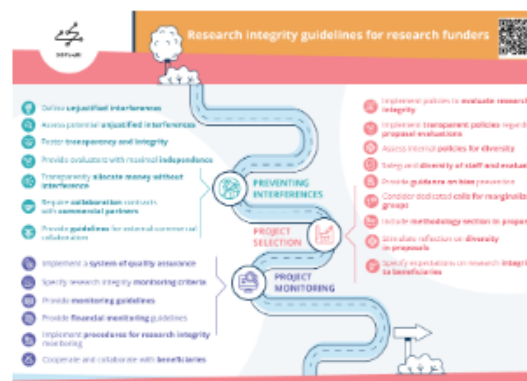 SOPs4RI
Research integrity guidelines for research funders
Define unjustified interferences
Assess potential unjustified interferences
Foster transparency and integrity
Provide evaluators with maximal independence
Transparently allocate money without
interference
Require collaboration contracts
with commercial partners
Provide guidelines for external commercial
collaboration
PREVENTING
INTERFERENCES
Implement policies to evaluate research
integrity
Implement transparent policies
proposal evaluations
Assess internal policies for diversity
Safeguard diversity of staff and
Provide guidance on bias prevention
Consider dedicated calls for
groups
Include methodology section in
Stimulate reflection on diversity
in proposals
Specify expectations on research
to beneficiaries
PROJECT
SELECTION
Implement a system of quality assurance
Specify research integrity monitoring criteria
Provide monitoring guidelines
Provide financial monitoring guidelines
Implement procedures for research integrity
monitoring
Cooperate and collaborate with beneficiaries
PROJECT
MONITORING